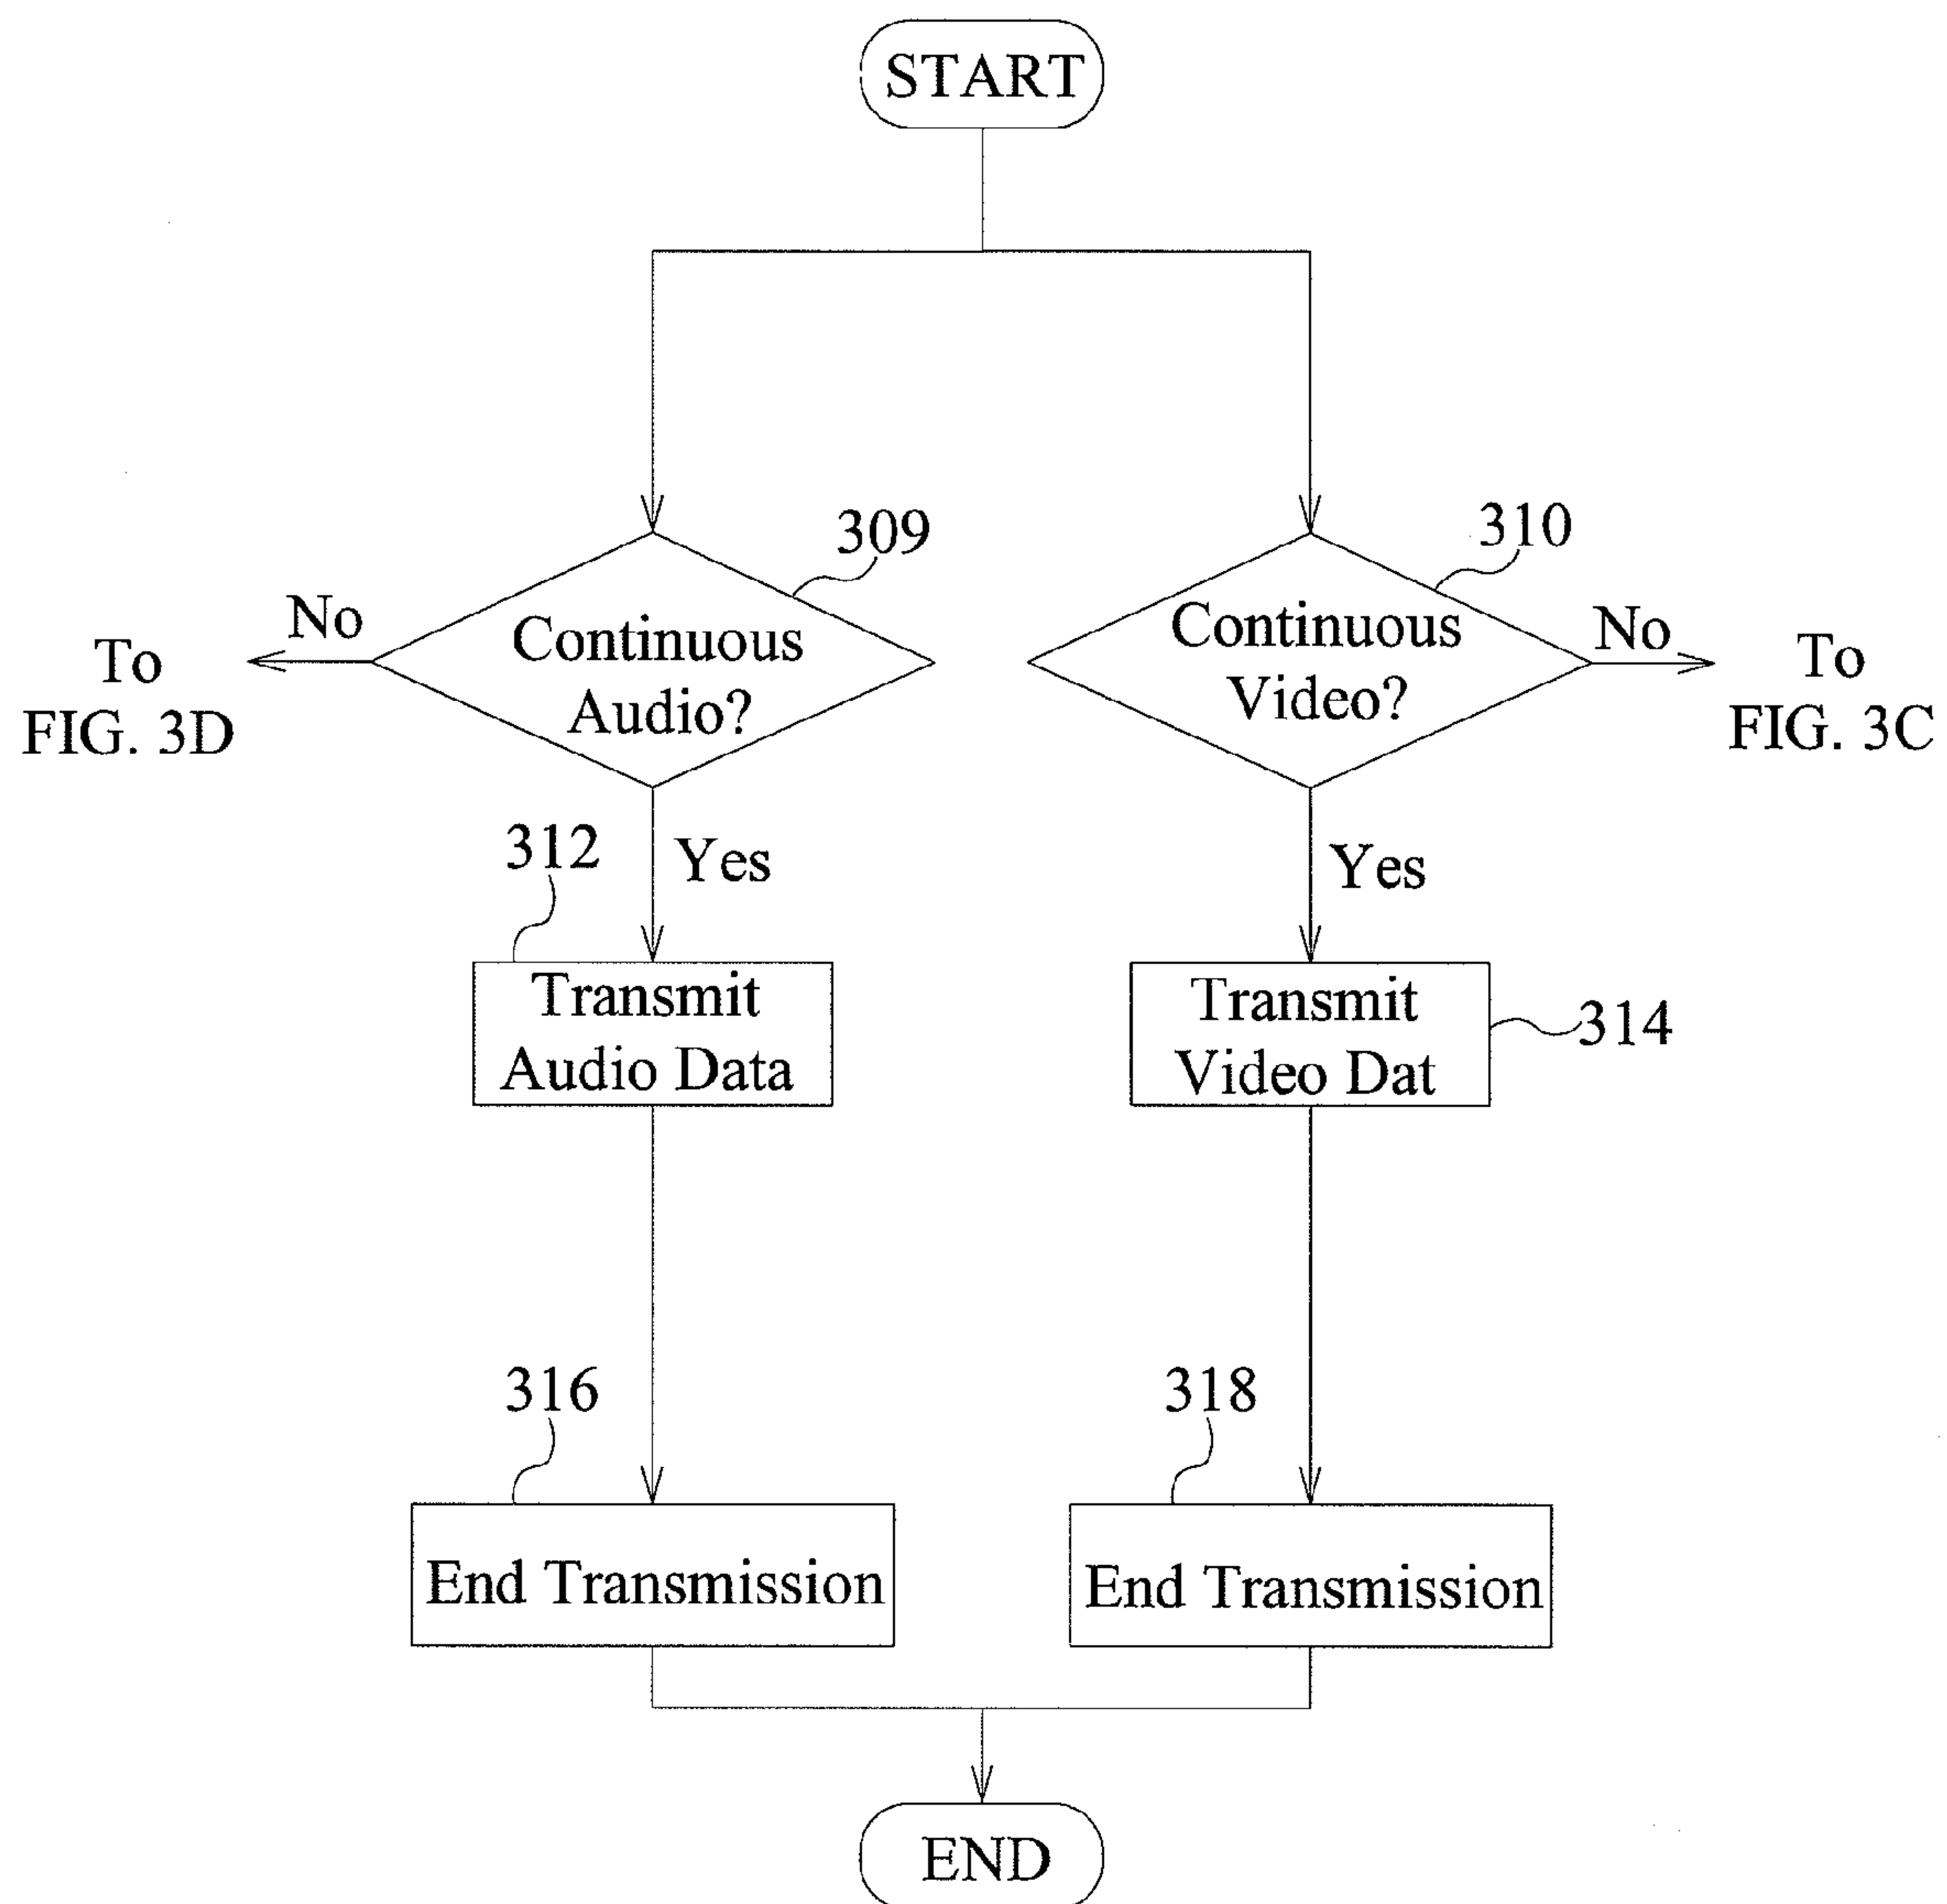 START
309
310
No
Continuous
Audio?
Continuous
Video?
No
To
FIG. 3D
To
FIG. 3C
312
Yes
Yes
Transmit
Audio Data
Transmit
Video Dat
314
316
318
End Transmission
End Transmission
END